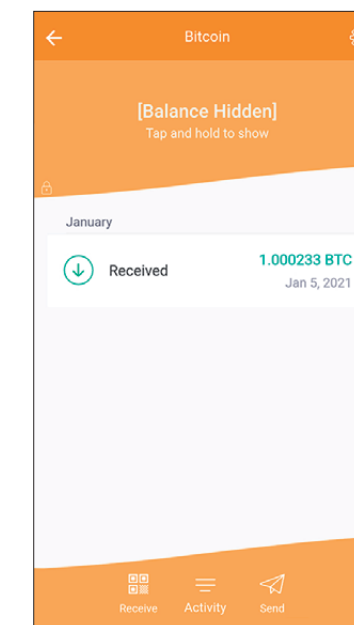 Bitcoin
[Balance Hidden]
Tap and hold to show
January
Received
1.000233 BTC
Jan 5, 2021
Receive
Activity
Send